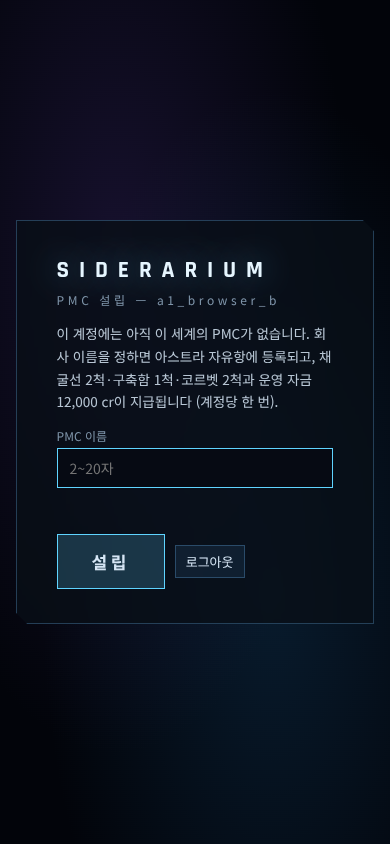 SIDERARIUM
PMC 설립 — a1_browser_b
이 계정에는 아직 이 세계의 PMC가 없습니다. 회
사 이름을 정하면 아스트라 자유항에 등록되고, 채
굴선 2척·구축함 1척·코르벳 2척과 운영 자금
12,000 cr이 지급됩니다 (계정당 한 번).
PMC 이름
2~20자
설립
로그아웃